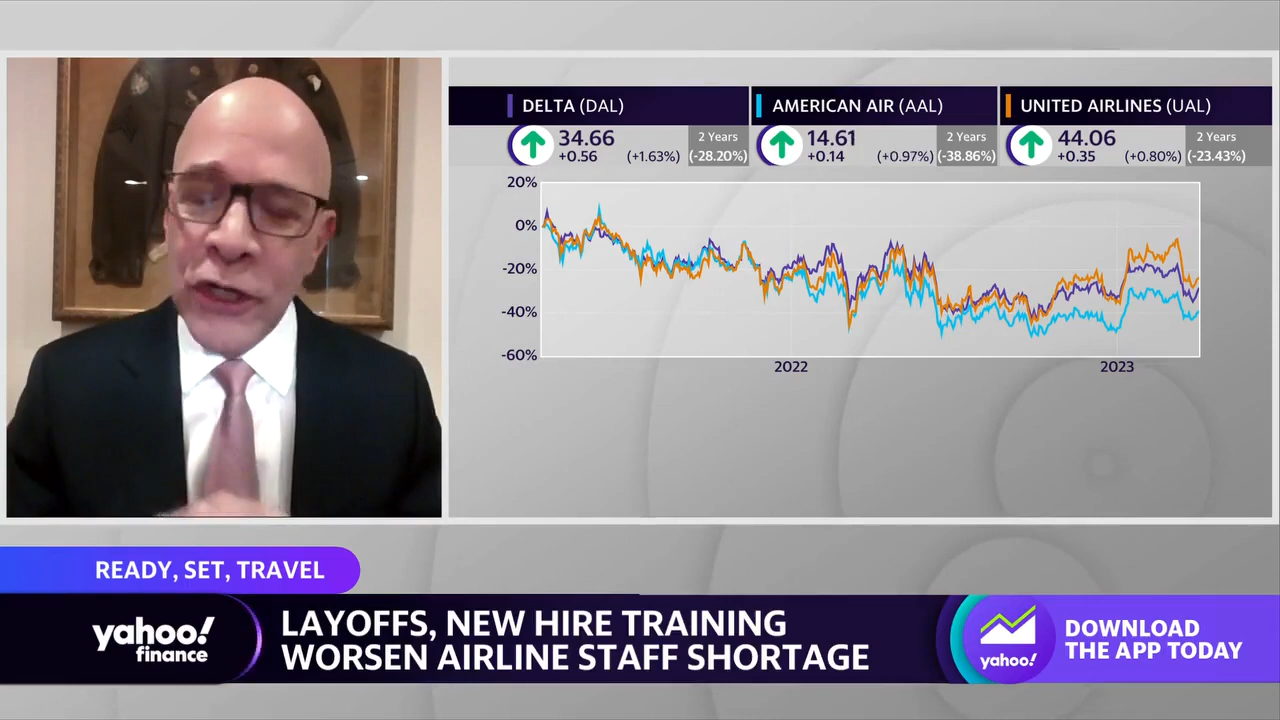 DELTA (DAL)
34.66
+0.56 (+1.63%)
2 Years
(-28.20%)
AMERICAN AIR (AAL)
14.61
+0.14 (+0.97%)
2 Years
(-38.86%)
UNITED AIRLINES (UAL)
44.06
+0.35 (+0.80%)
2 Years
(-23.43%)
20%
0%
-20%
-40%
-60%
2022
2023
READY, SET, TRAVEL
yahoo!
finance
LAYOFFS, NEW HIRE TRAINING
WORSEN AIRLINE STAFF SHORTAGE
yahoo!
DOWNLOAD
THE APP TODAY